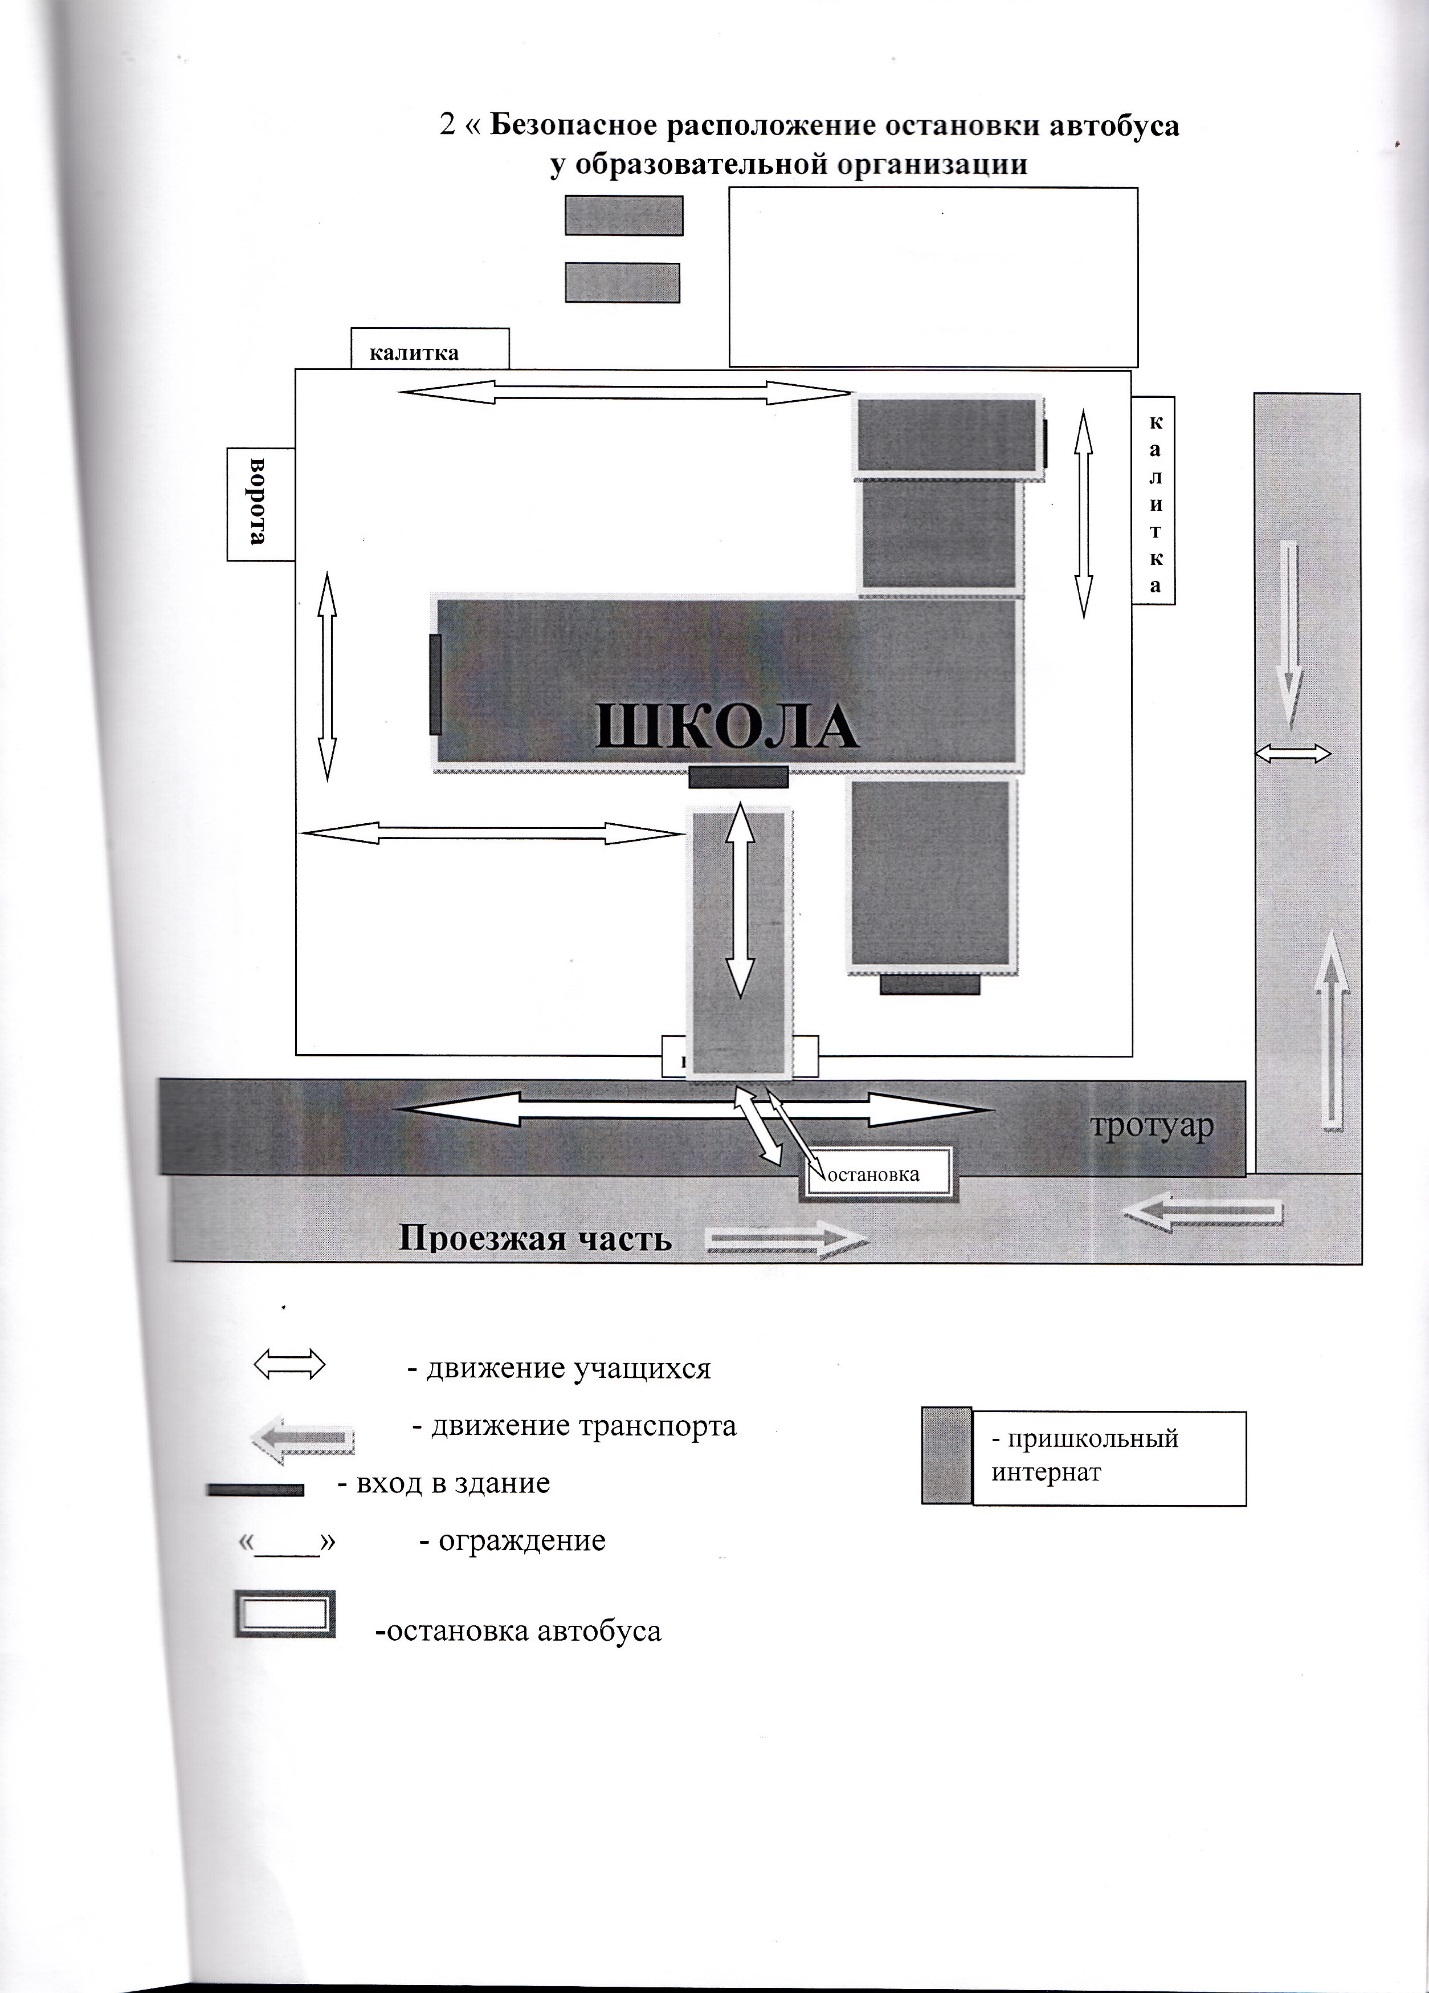 2 « Безопасное расположение остановки автобуса
у образовательной организации
калитка
ворота
калитка
ШКОЛА
тротуар
остановка
Проезжая часть
- движение учащихся
- движение транспорта
- вход в здание
«____» - ограждение
-остановка автобуса
- пришкольный
интернат